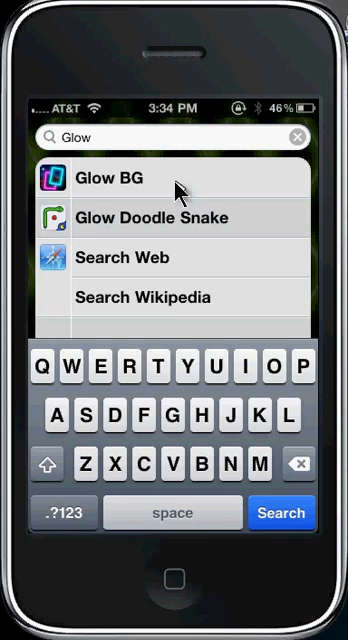 ..... AT&T 3:34 PM 46%
Glow
Glow BG
Glow Doodle Snake
Search Web
Search Wikipedia
Q W E R T Y U I O P
A S D F G H J K L
Z X C V B N M
.?123 space Search